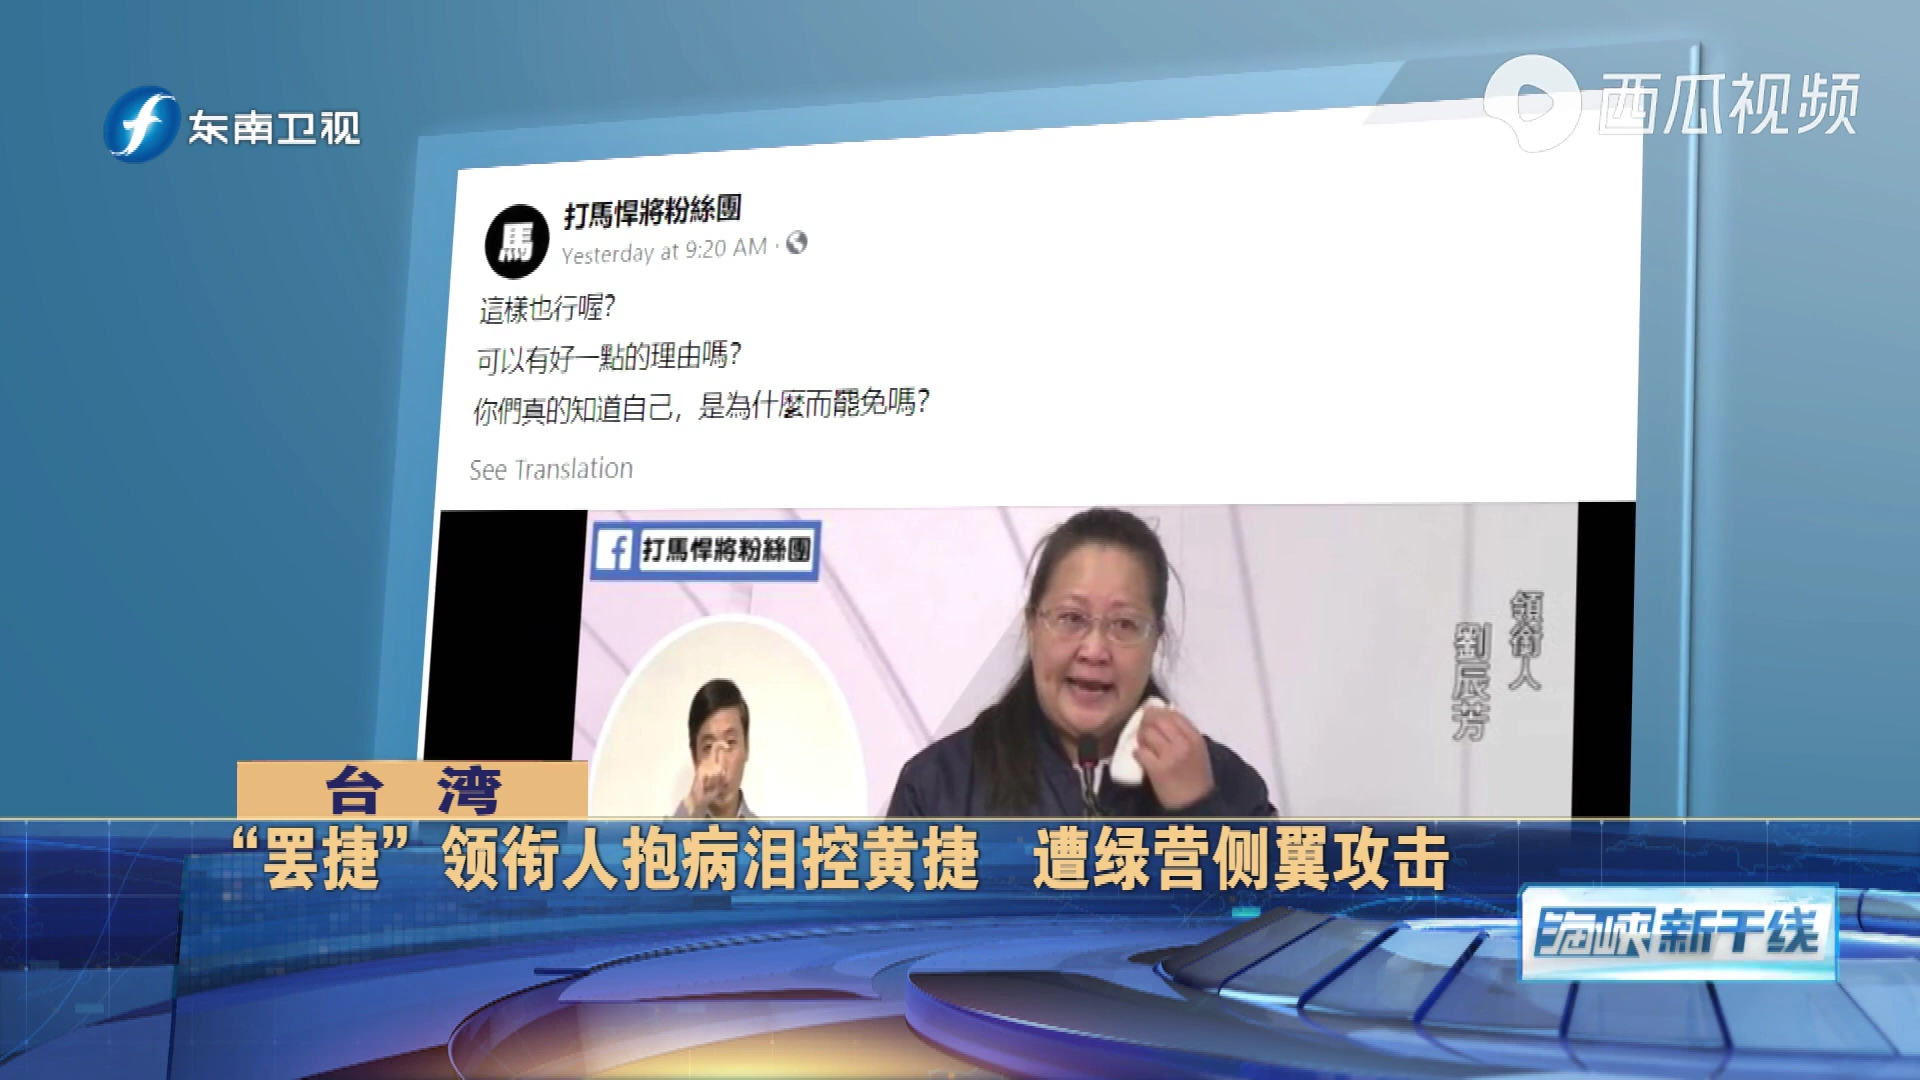 东南卫视
西瓜视频
馬
打馬悍將粉絲團
Yesterday at 9:20 AM ·
這樣也行喔?
可以有好一點的理由嗎?
你們真的知道自己，是為什麼而罷免嗎?
See Translation
f 打馬悍將粉絲團
領銜人
劉辰芳
台 湾
“罢捷”领衔人抱病泪控黄捷 遭绿营侧翼攻击
海峡新干线